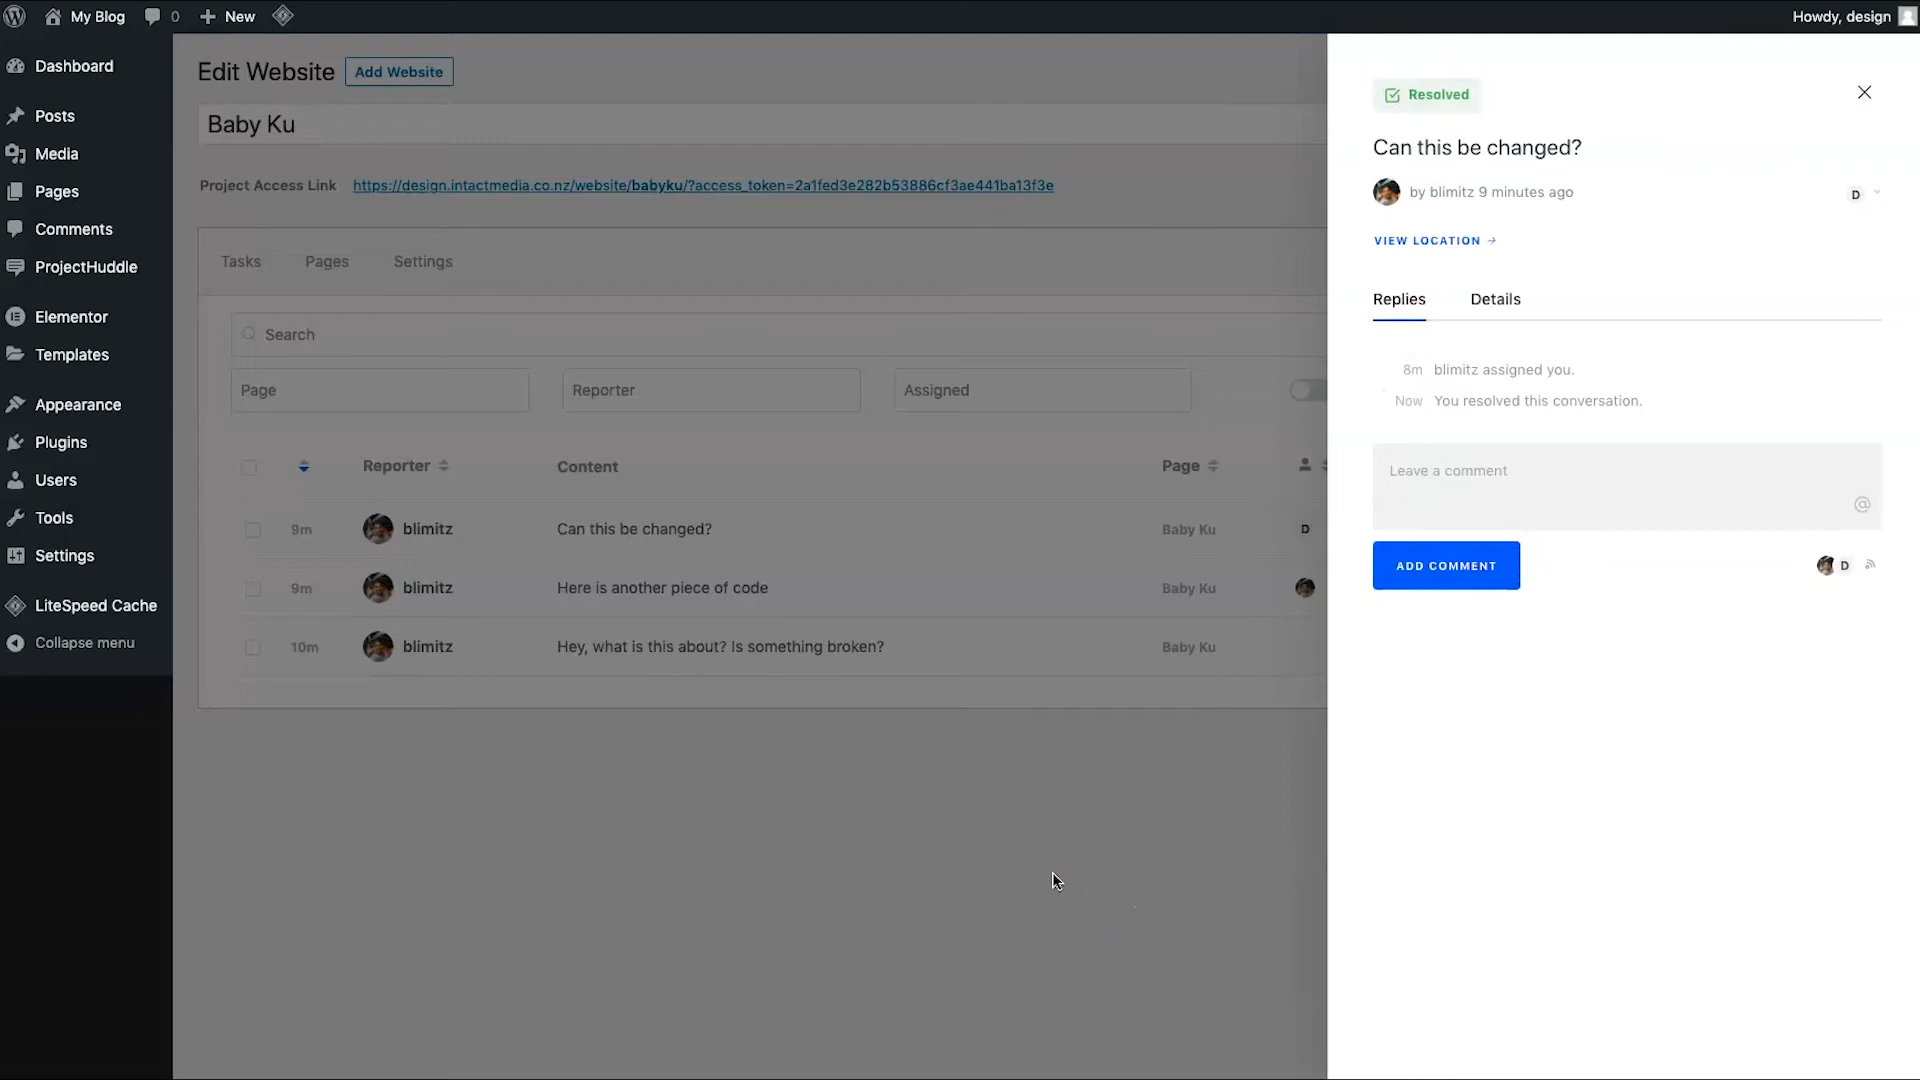 My Blog 0 New Howdy, design
Dashboard
Posts
Media
Pages
Comments
ProjectHuddle
Elementor
Templates
Appearance
Plugins
Users
Tools
Settings
LiteSpeed Cache
Collapse menu
Edit Website Add Website
Baby Ku
Project Access Link https://design.intactmedia.co.nz/website/babyku/?access_token=2a1fed3e282b53886cf3ae441ba13f3e
Tasks Pages Settings
Search
Page Reporter Assigned
Reporter Content Page
9m blimitz Can this be changed? Baby Ku D
9m blimitz Here is another piece of code Baby Ku
10m blimitz Hey, what is this about? Is something broken? Baby Ku
Resolved
Can this be changed?
by blimitz 9 minutes ago D
VIEW LOCATION →
Replies Details
8m blimitz assigned you.
Now You resolved this conversation.
Leave a comment
@
ADD COMMENT D